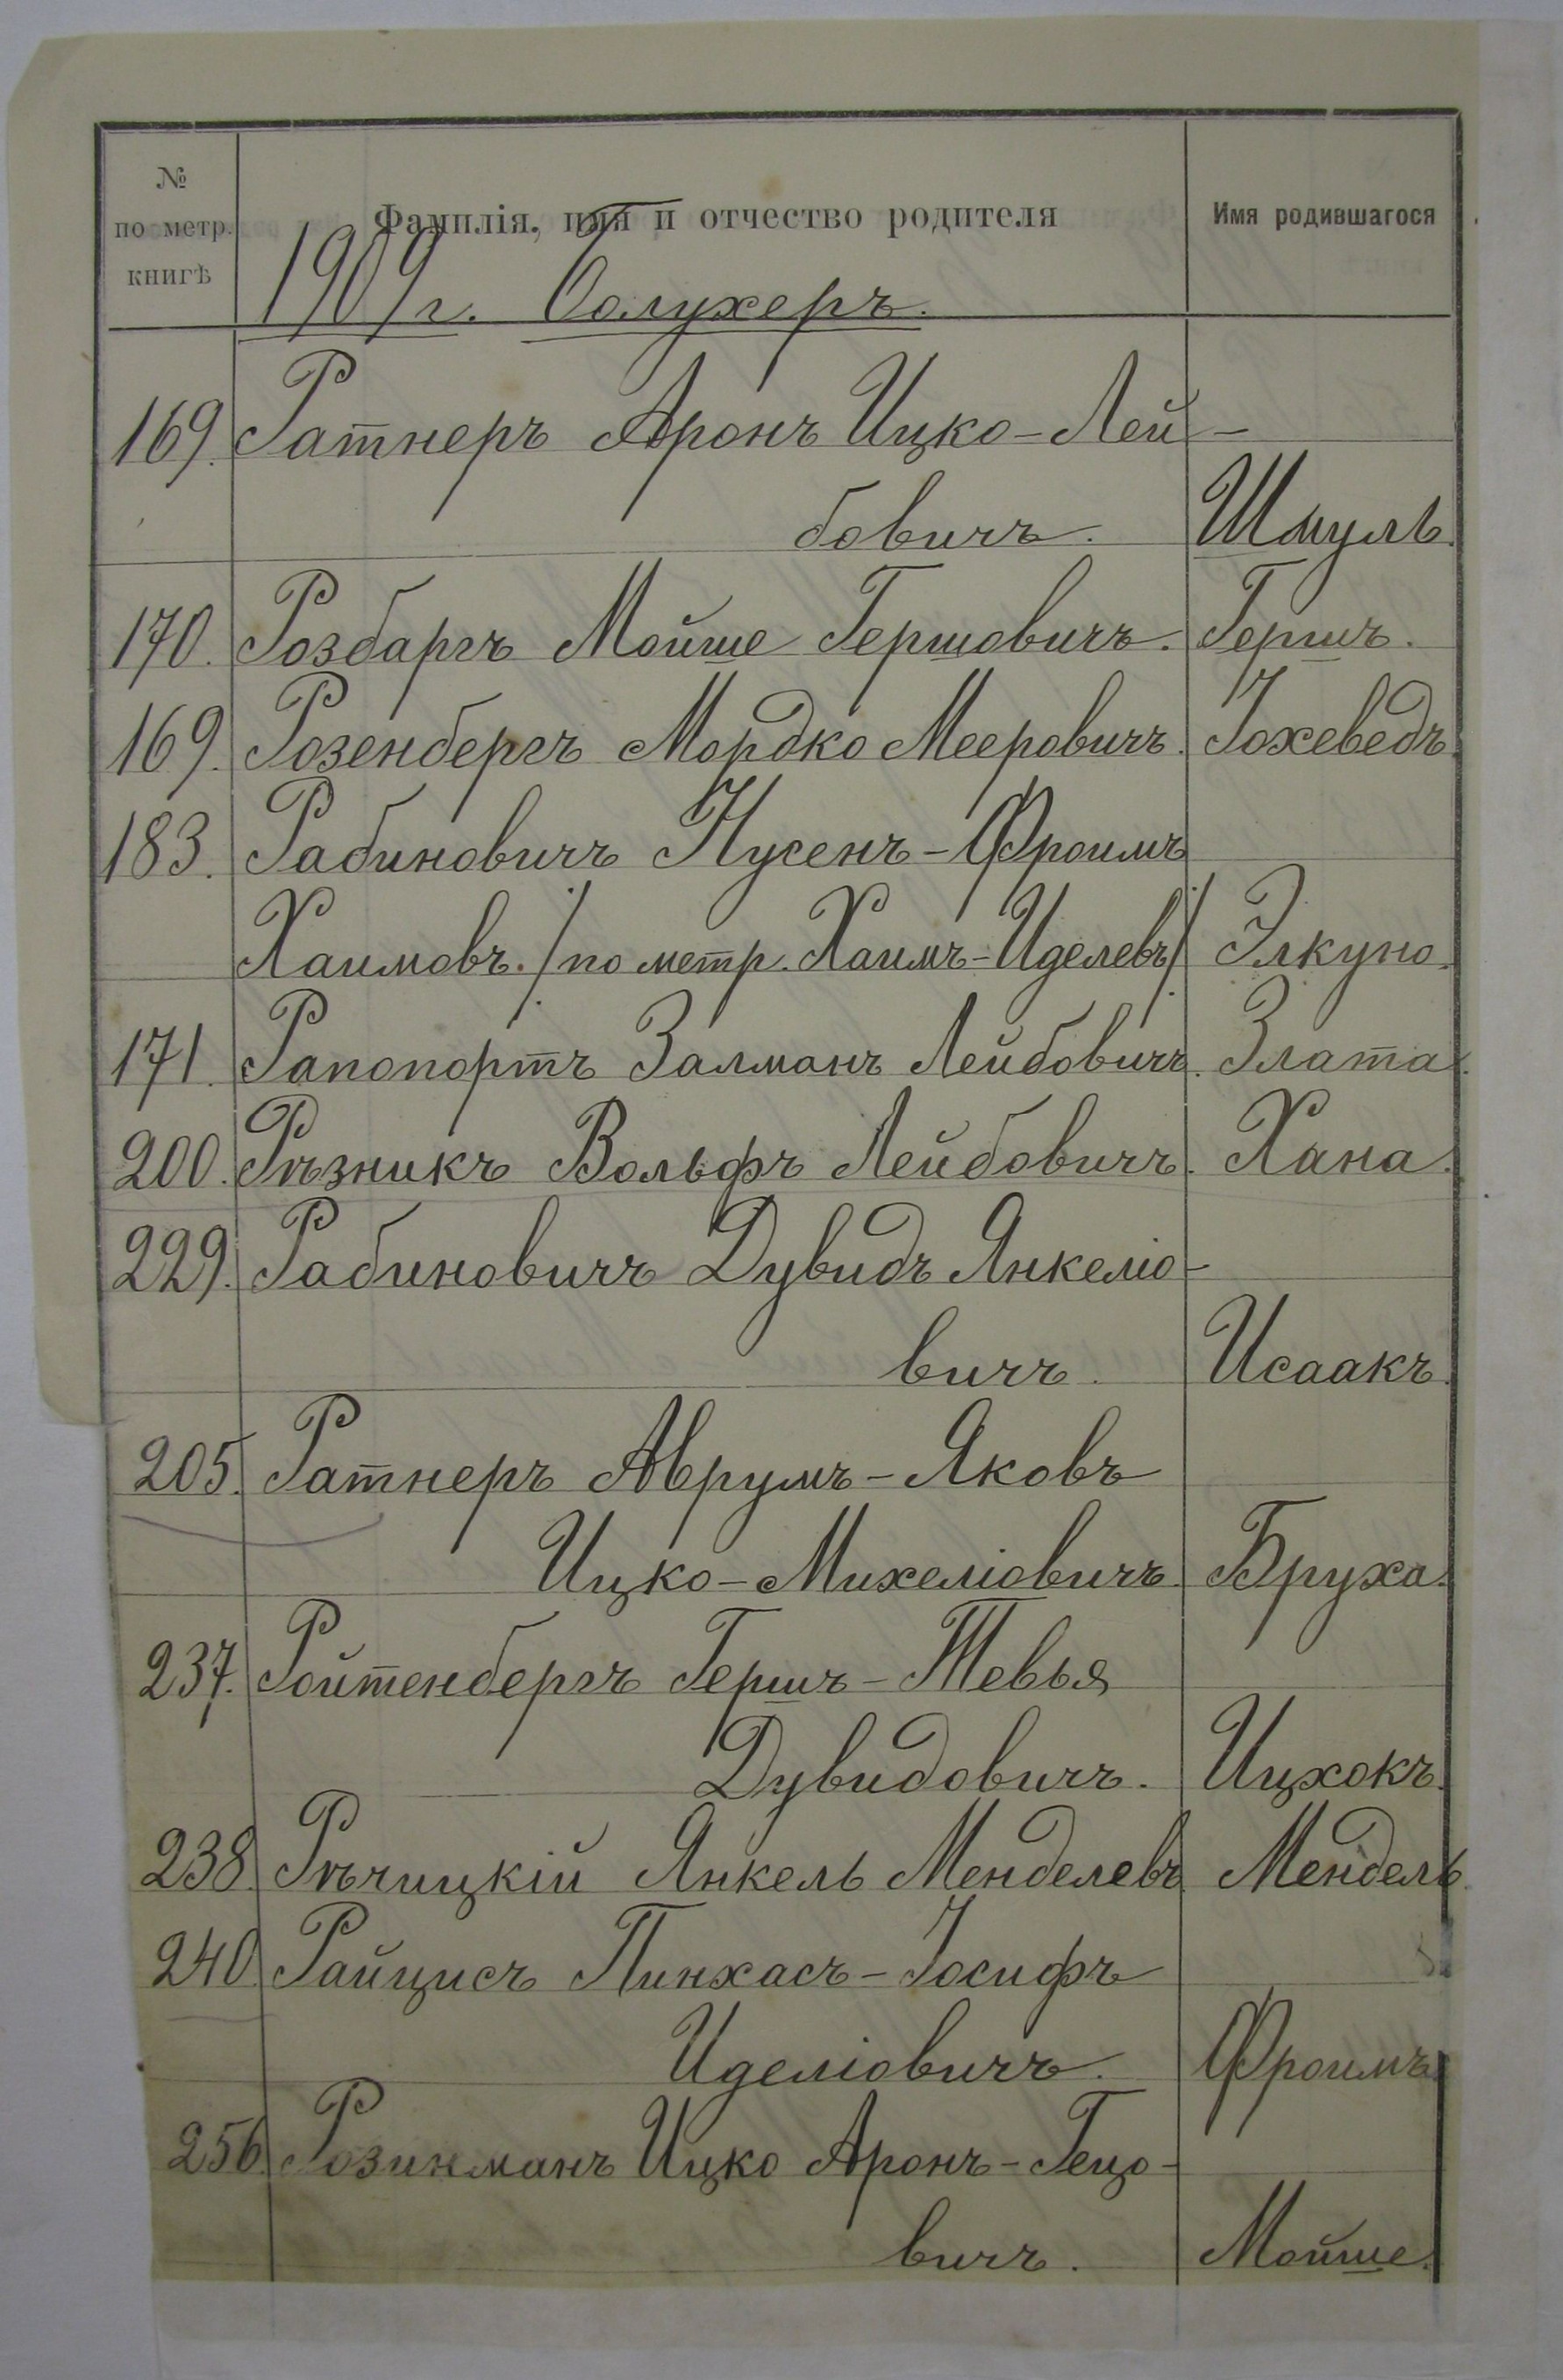 №
по метр.
книгѣ
Фамилія, имя и отчество родителя
Имя родившагося
1909 г. Солухеръ.
169. Ратнеръ Аронъ Ицко-Лей-
бовичъ. Шмуль.
170. Розбаргъ Мойше Гершовичъ. Гершъ.
169. Розенбергъ Мордко Мееровичъ. Іохеведъ.
183. Рабиновичъ Нусенъ-Фроимъ
Хаимовъ. /по метр. Хаимъ-Иделевъ/ Элкуно.
171. Рапопортъ Залманъ Лейбовичъ. Злата.
200. Рѣзникъ Вольфъ Лейбовичъ. Хана.
229. Рабиновичъ Дувидъ Янкеліо-
вичъ. Исаакъ.
205. Ратнеръ Аврумъ-Яковъ
Ицко-Михеліовичъ. Бруха.
237. Ройтенбергъ Гершъ-Тевья
Дувидовичъ. Ицхокъ.
238. Рѣчицкій Янкель Менделевъ Мендель.
240. Райцисъ Пинхасъ-Іосифъ
Иделіовичъ. Фроимъ.
256. Розинманъ Ицко Аронъ-Гецо-
вичъ. Мойше.